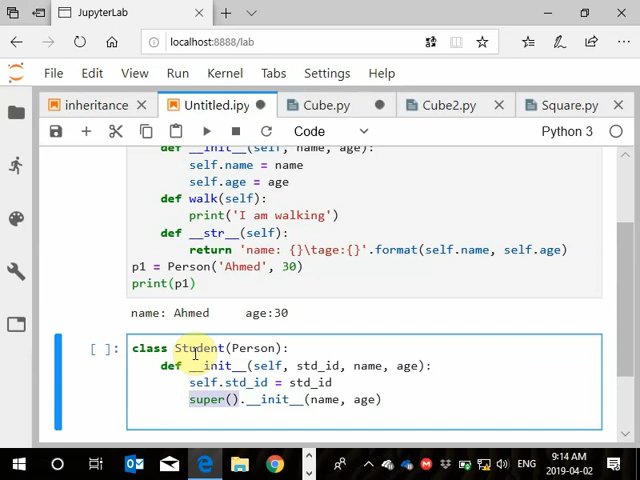 JupyterLab
localhost:8888/lab
File Edit View Run Kernel Tabs Settings Help
inheritance Untitled.ipy Cube.py Cube2.py Square.py
Code Python 3
def __init__(self, name, age):
self.name = name
self.age = age
def walk(self):
print('I am walking')
def __str__(self):
return 'name: {}\tage:{}'.format(self.name, self.age)
p1 = Person('Ahmed', 30)
print(p1)
name: Ahmed age:30
[ ]: class Student(Person):
def __init__(self, std_id, name, age):
self.std_id = std_id
super().__init__(name, age)
ENG 9:14 AM
2019-04-02